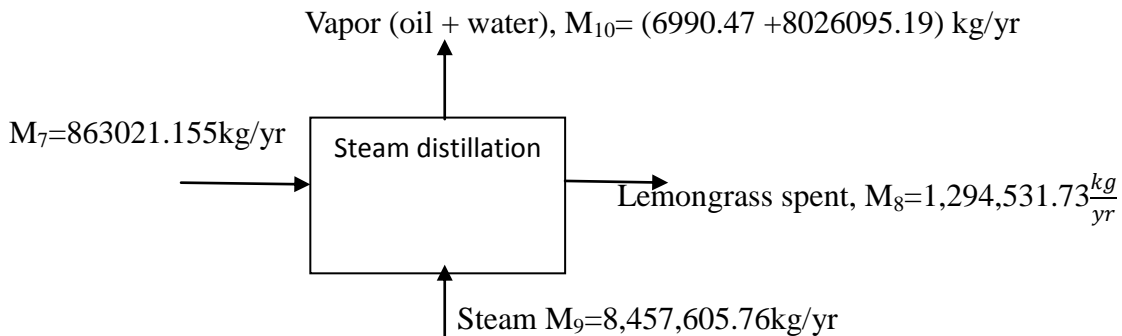 Vapor (oil + water), M₁₀= (6990.47 +8026095.19) kg/yr
M₇=863021.155kg/yr
Steam distillation
Lemongrass spent, M₈=1,294,531.73 kg/yr
Steam M₉=8,457,605.76kg/yr